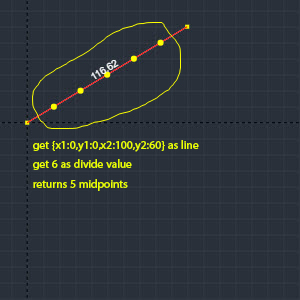 116.62
get {x1:0,y1:0,x2:100,y2:60} as line
get 6 as divide value
returns 5 midpoints